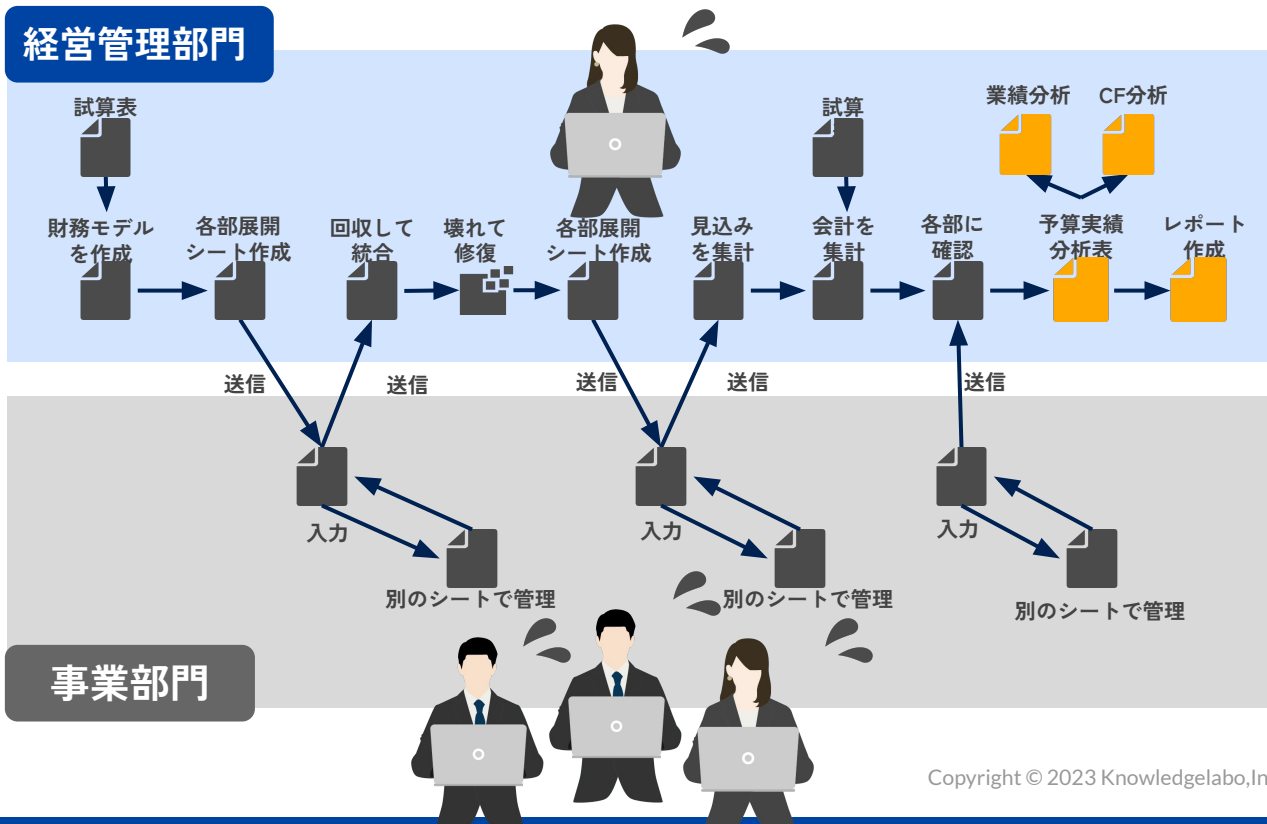 経営管理部門
試算表
試算
業績分析
CF分析
財務モデル
を作成
各部展開
シート作成
回収して
統合
壊れて
修復
各部展開
シート作成
見込み
を集計
会計を
集計
各部に
確認
予算実績
分析表
レポート
作成
送信
送信
送信
送信
送信
入力
入力
入力
別のシートで管理
別のシートで管理
別のシートで管理
事業部門
Copyright © 2023 Knowledgelabo,In